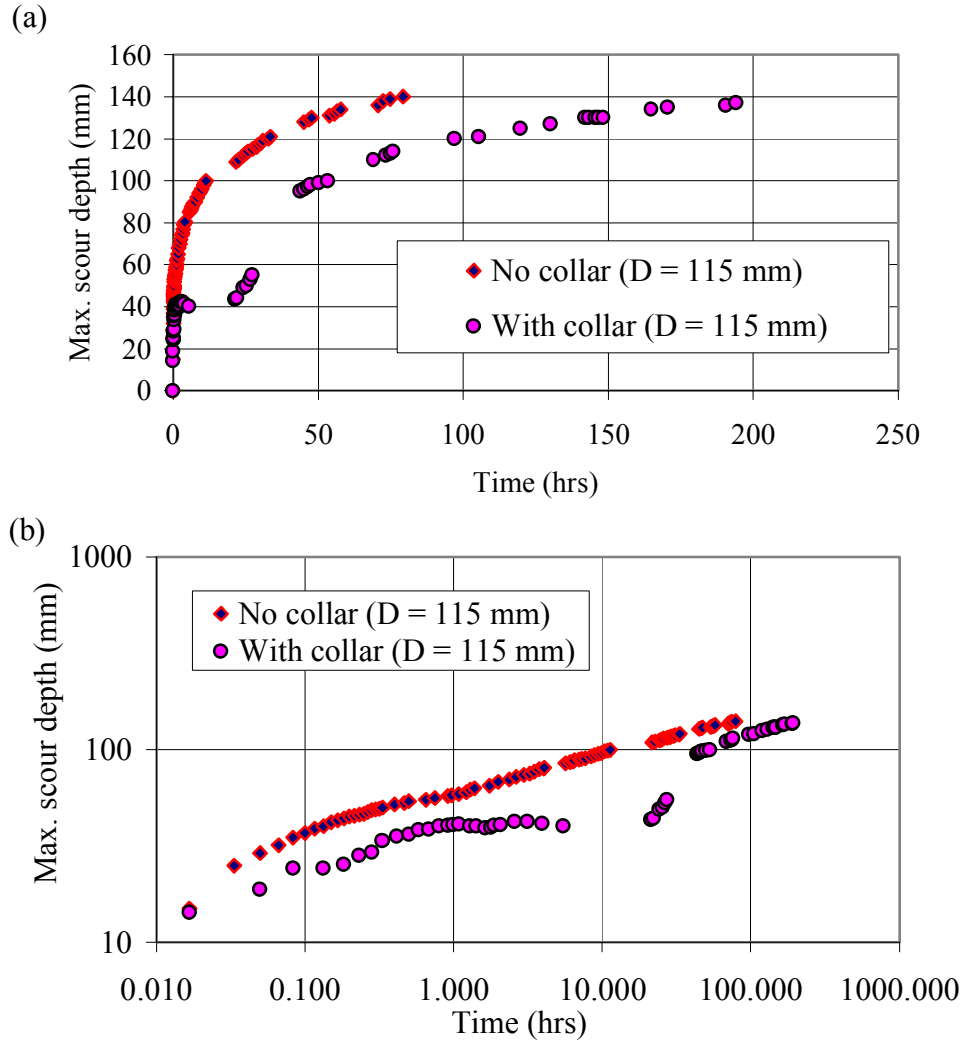 (a)
Max. scour depth (mm)
160
140
120
100
80
60
40
20
0
No collar (D = 115 mm)
With collar (D = 115 mm)
0 50 100 150 200 250
Time (hrs)
(b)
Max. scour depth (mm)
1000
100
10
No collar (D = 115 mm)
With collar (D = 115 mm)
0.010 0.100 1.000 10.000 100.000 1000.000
Time (hrs)